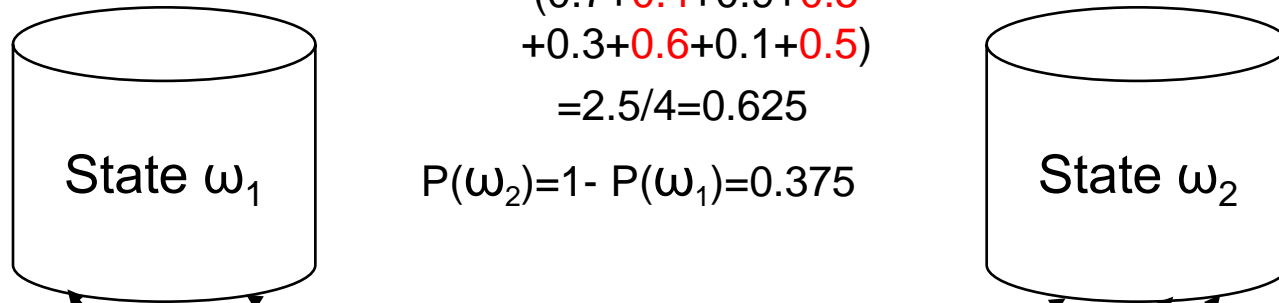 +0.3+0.6+0.1+0.5)
=2.5/4=0.625
State ω₁
P(ω₂)=1- P(ω₁)=0.375
State ω₂